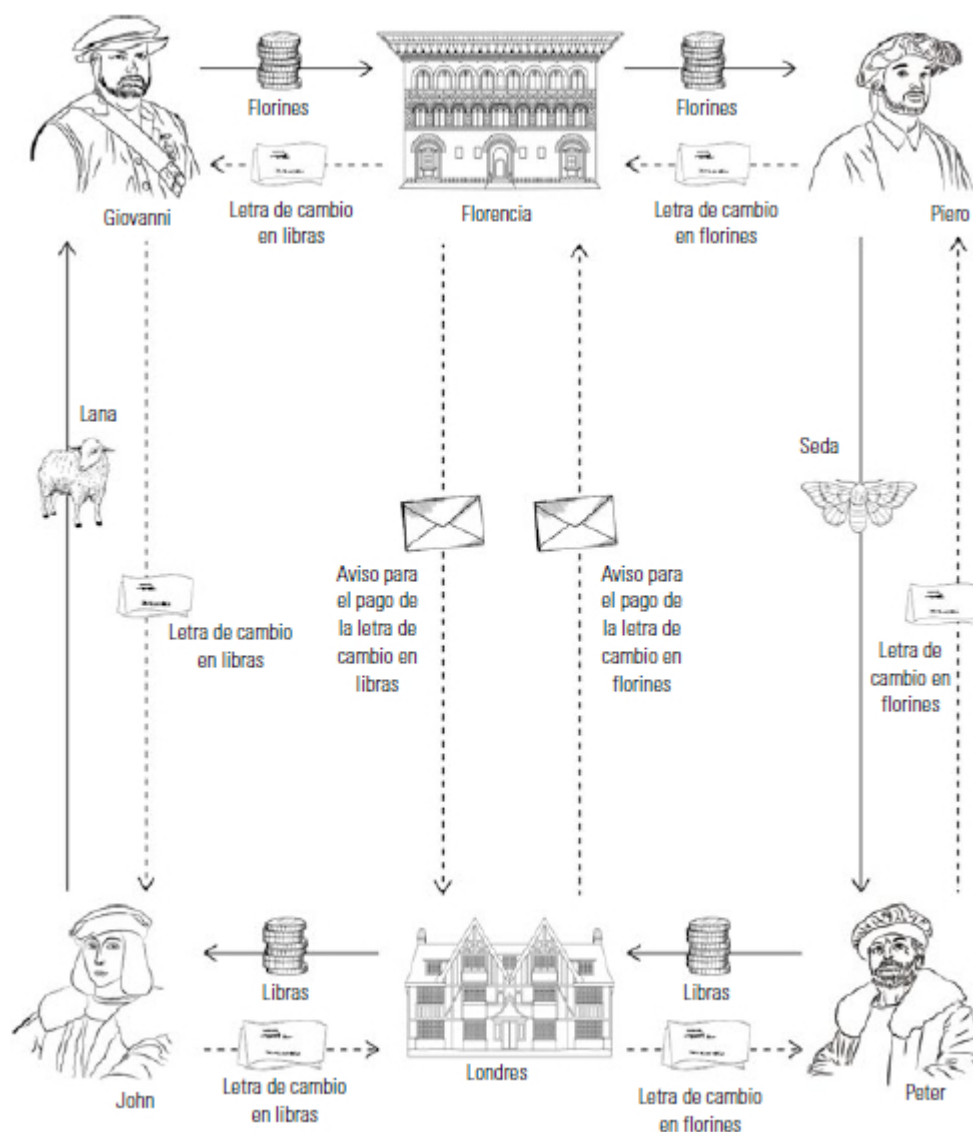 Florines
Florines
Giovanni
Letra de cambio
en libras
Florencia
Letra de cambio
en florines
Piero
Lana
Seda
Letra de cambio
en libras
Aviso para
el pago de
la letra de
cambio en
libras
Aviso para
el pago de
la letra de
cambio en
florines
Letra de
cambio en
florines
Libras
Libras
John
Letra de cambio
en libras
Londres
Letra de cambio
en florines
Peter